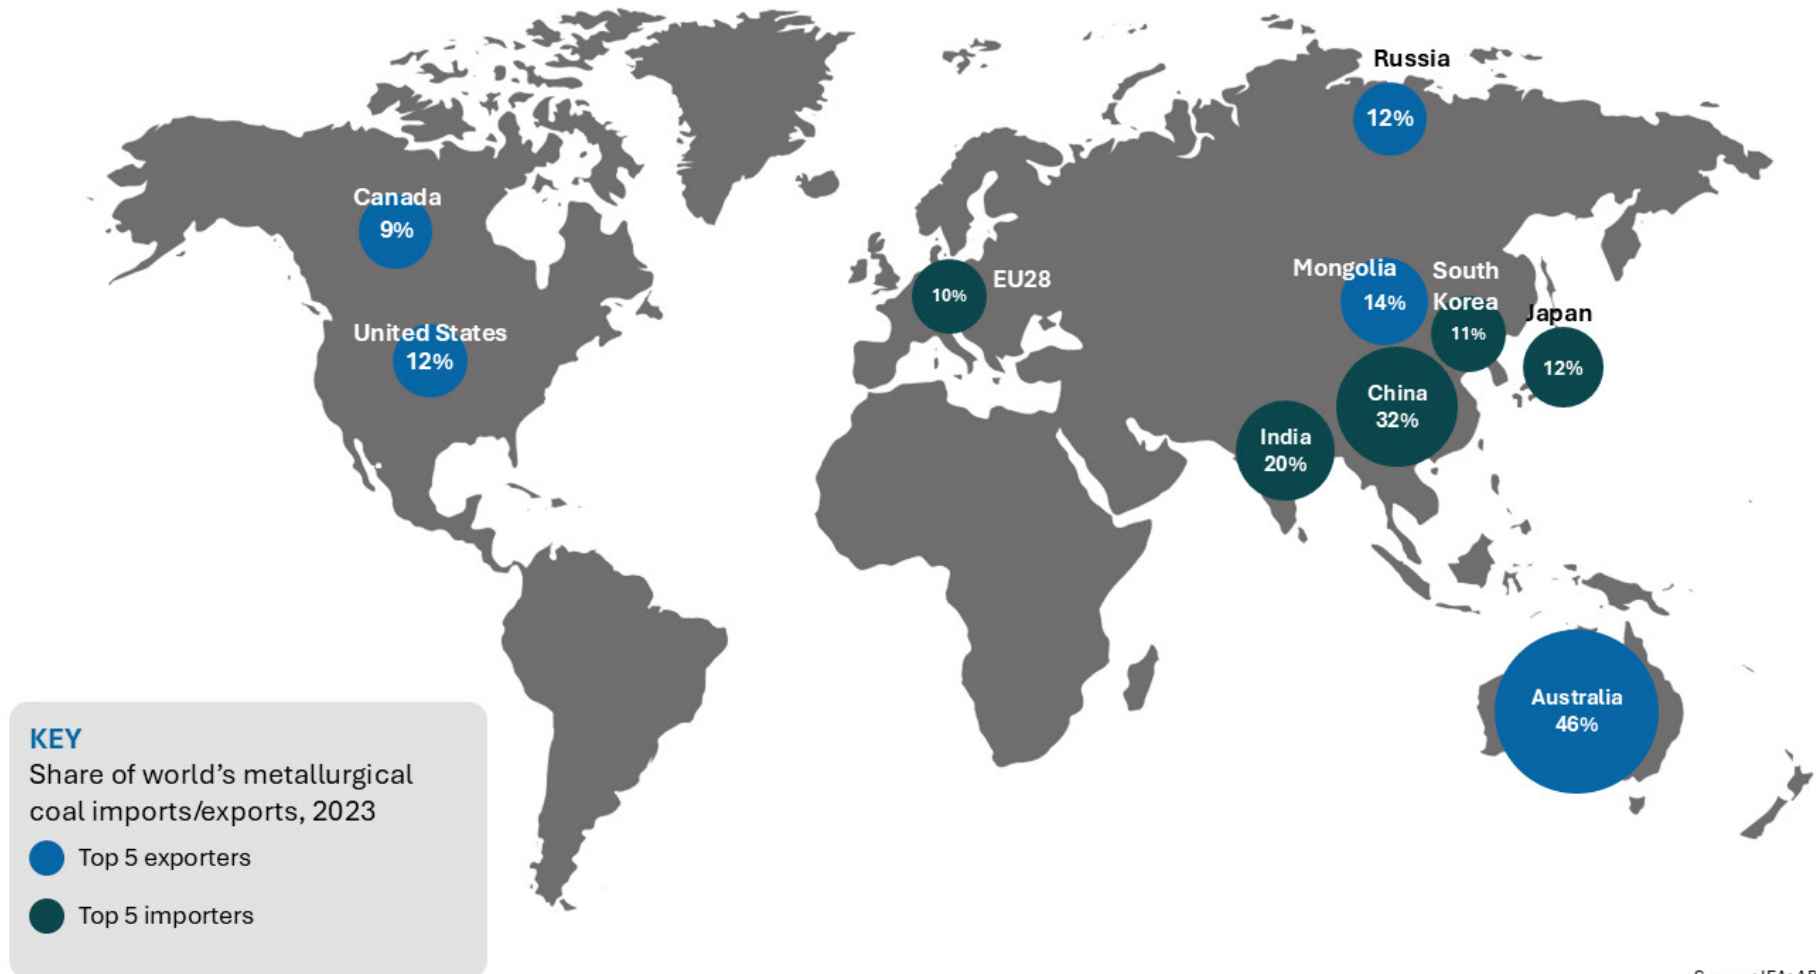 Russia
12%
Canada
9%
EU28
10%
Mongolia
14%
South
Korea
11%
Japan
12%
United States
12%
China
32%
India
20%
Australia
46%
KEY
Share of world’s metallurgical
coal imports/exports, 2023
Top 5 exporters
Top 5 importers